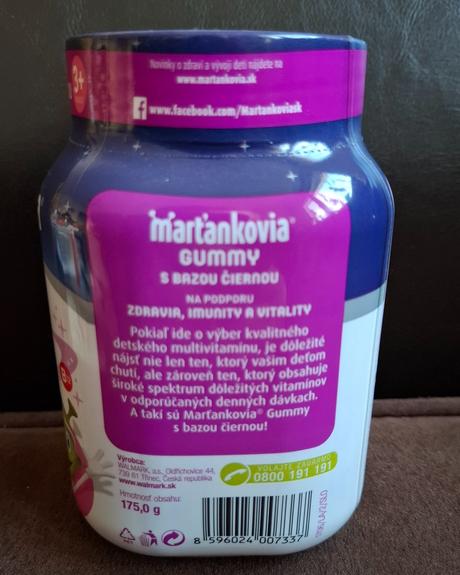 Novinky o zdraví a vývoji detí nájdete na
www.martankovia.sk
3+
www.facebook.com/Martankoviask
marťankovia®
GUMMY
S BAZOU ČIERNOU
NA PODPORU
ZDRAVIA, IMUNITY A VITALITY
Pokiaľ ide o výber kvalitného
detského multivitamínu, je dôležité
nájsť nie len ten, ktorý vašim deťom
chutí, ale zároveň ten, ktorý obsahuje
široké spektrum dôležitých vitamínov
v odporúčaných denných dávkach.
A takí sú Marťankovia® Gummy
s bazou čiernou!
Výrobca:
WALMARK, a.s., Oldřichovice 44,
739 61 Třinec, Česká republika
www.walmark.sk
VOLAJTE ZADARMO
0800 191 191
Hmotnosť obsahu:
175,0 g
8 596024 007337